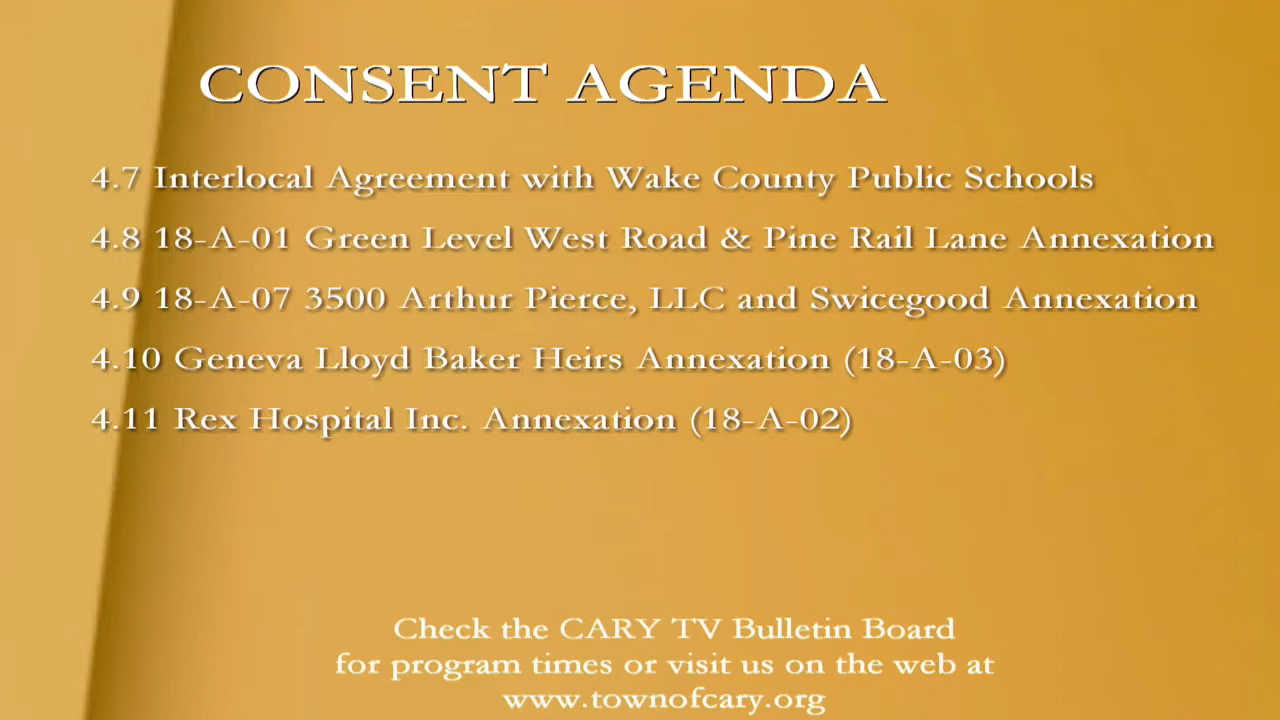 CONSENT AGENDA
4.7 Interlocal Agreement with Wake County Public Schools
4.8 18-A-01 Green Level West Road & Pine Rail Lane Annexation
4.9 18-A-07 3500 Arthur Pierce, LLC and Swicegood Annexation
4.10 Geneva Lloyd Baker Heirs Annexation (18-A-03)
4.11 Rex Hospital Inc. Annexation (18-A-02)
Check the CARY TV Bulletin Board
for program times or visit us on the web at
www.townofcary.org